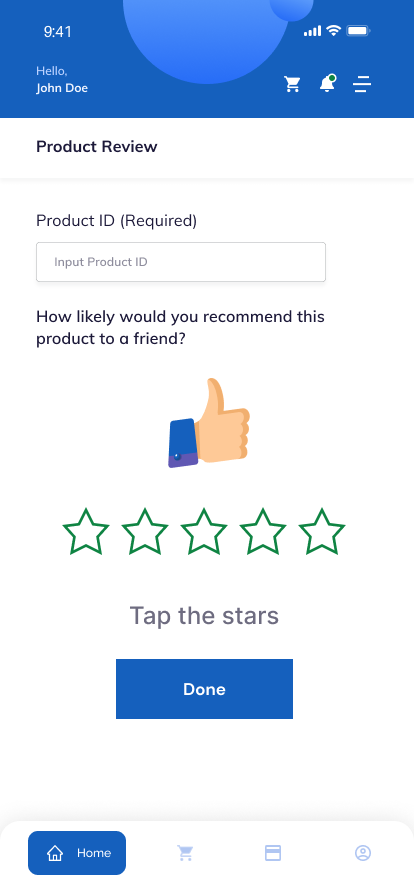 9:41
Hello,
John Doe
Product Review
Product ID (Required)
Input Product ID
How likely would you recommend this
product to a friend?
Tap the stars
Done
Home